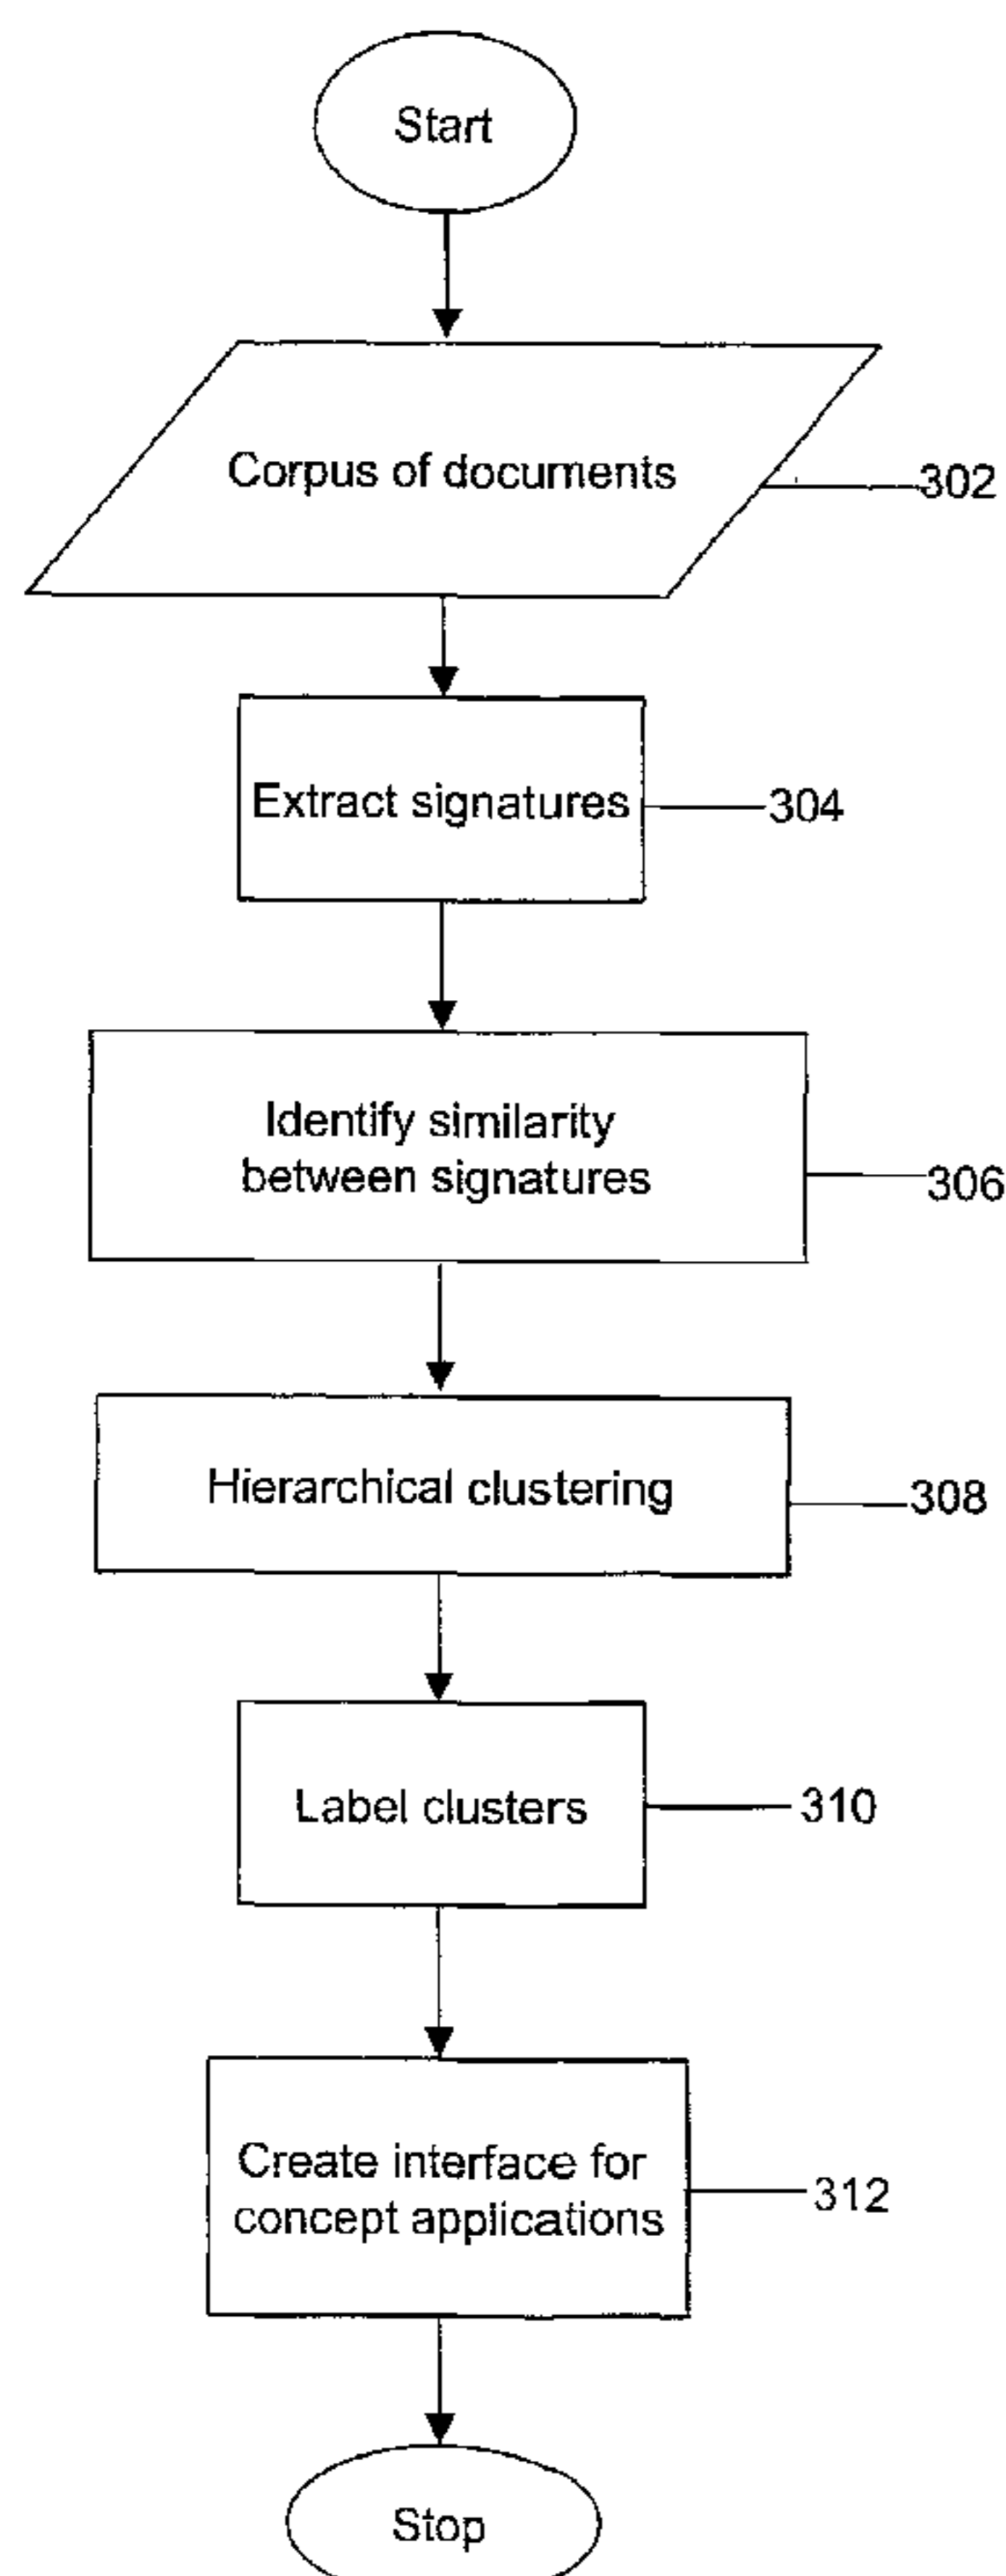 Start
Corpus of documents
302
Extract signatures
304
Identify similarity
between signatures
306
Hierarchical clustering
308
Label clusters
310
Create interface for
concept applications
312
Stop